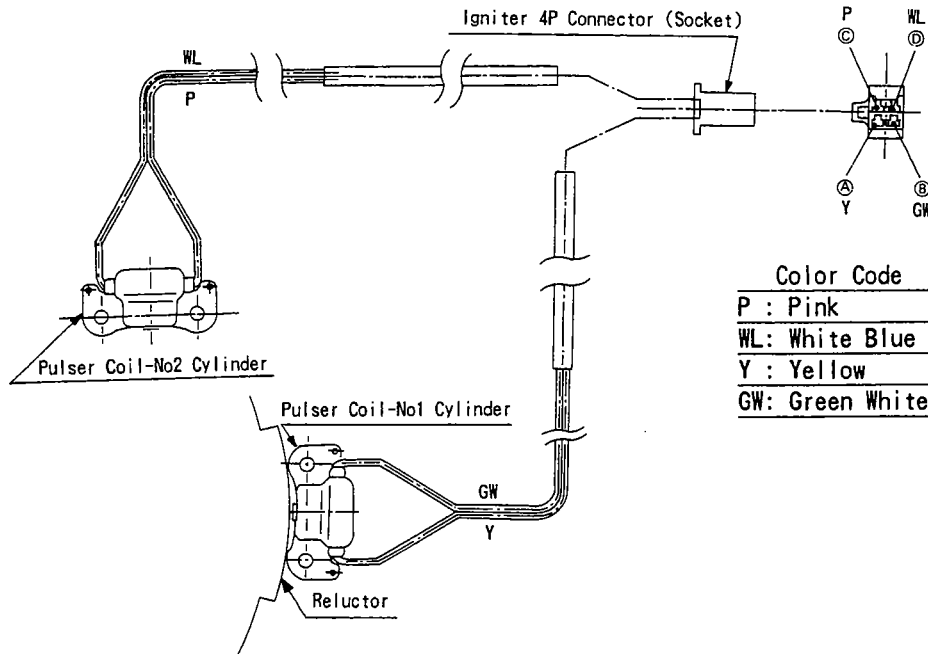 Igniter 4P Connector (Socket)
P
WL
Ⓒ
Ⓓ
WL
P
Ⓐ
Ⓑ
Y
GW
Color Code
P : Pink
WL: White Blue
Y : Yellow
GW: Green White
Pulser Coil-No2 Cylinder
Pulser Coil-No1 Cylinder
GW
Y
Reluctor